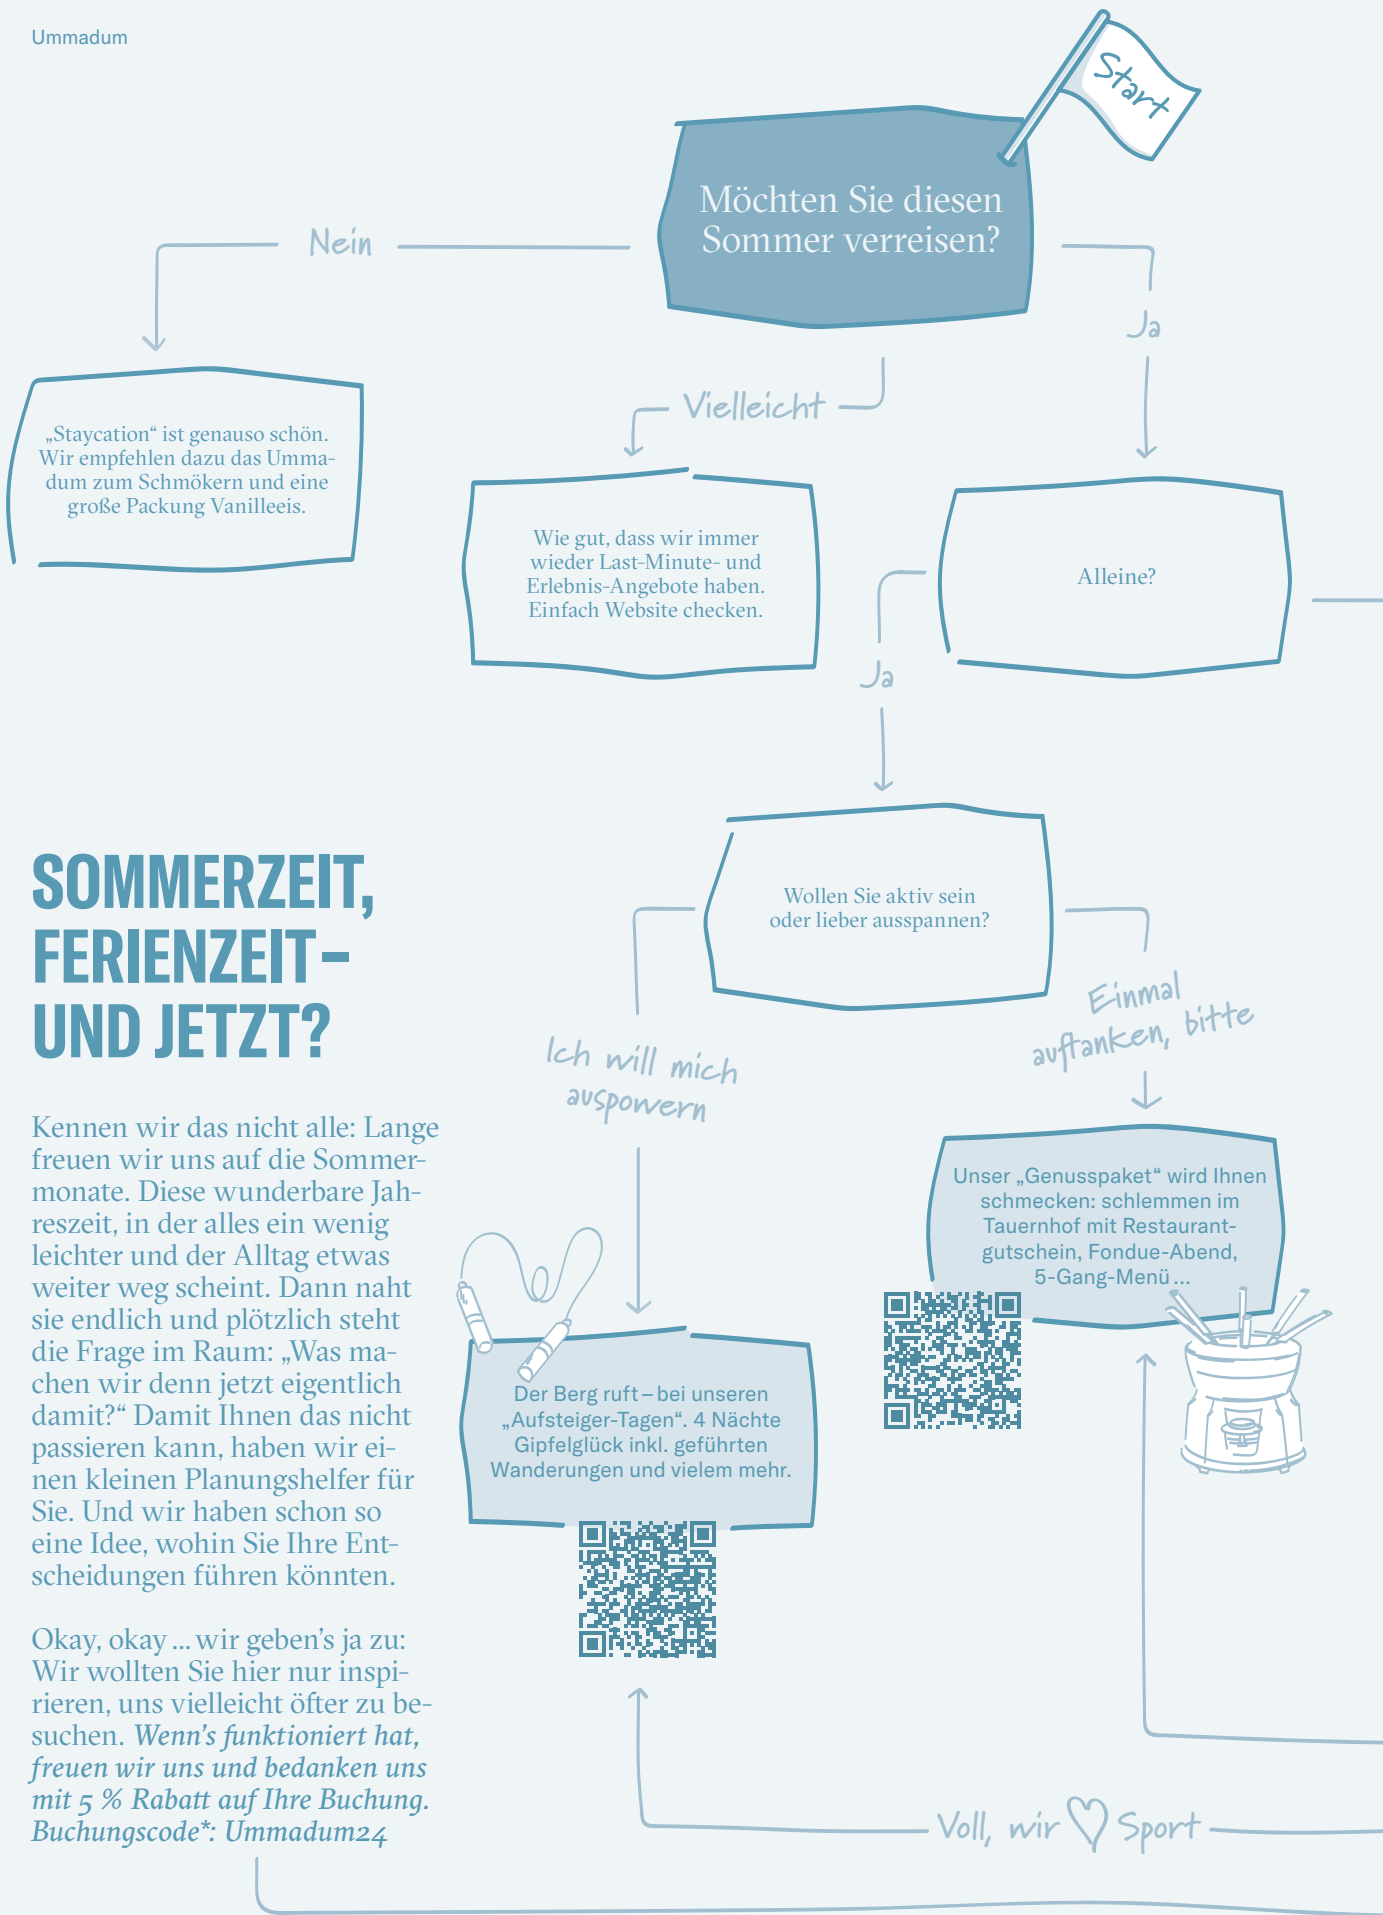 Ummadum
Start
Möchten Sie diesen
Sommer verreisen?
Nein
Ja
Vielleicht
„Staycation“ ist genauso schön.
Wir empfehlen dazu das Umma-
dum zum Schmökern und eine
große Packung Vanilleeis.
Wie gut, dass wir immer
wieder Last-Minute- und
Erlebnis-Angebote haben.
Einfach Website checken.
Alleine?
Ja
Wollen Sie aktiv sein
oder lieber ausspannen?
Ich will mich
auspowern
Einmal
auftanken, bitte
Unser „Genusspaket“ wird Ihnen
schmecken: schlemmen im
Tauernhof mit Restaurant-
gutschein, Fondue-Abend,
5-Gang-Menü ...
Der Berg ruft – bei unseren
„Aufsteiger-Tagen“. 4 Nächte
Gipfelglück inkl. geführten
Wanderungen und vielem mehr.
Voll, wir ♡ Sport
SOMMERZEIT,
FERIENZEIT –
UND JETZT?
Kennen wir das nicht alle: Lange
freuen wir uns auf die Sommer-
monate. Diese wunderbare Jah-
reszeit, in der alles ein wenig
leichter und der Alltag etwas
weiter weg scheint. Dann naht
sie endlich und plötzlich steht
die Frage im Raum: „Was ma-
chen wir denn jetzt eigentlich
damit?“ Damit Ihnen das nicht
passieren kann, haben wir ei-
nen kleinen Planungshelfer für
Sie. Und wir haben schon so
eine Idee, wohin Sie Ihre Ent-
scheidungen führen könnten.
Okay, okay ... wir geben’s ja zu:
Wir wollten Sie hier nur inspi-
rieren, uns vielleicht öfter zu be-
suchen. Wenn’s funktioniert hat,
freuen wir uns und bedanken uns
mit 5 % Rabatt auf Ihre Buchung.
Buchungscode*: Ummadum24